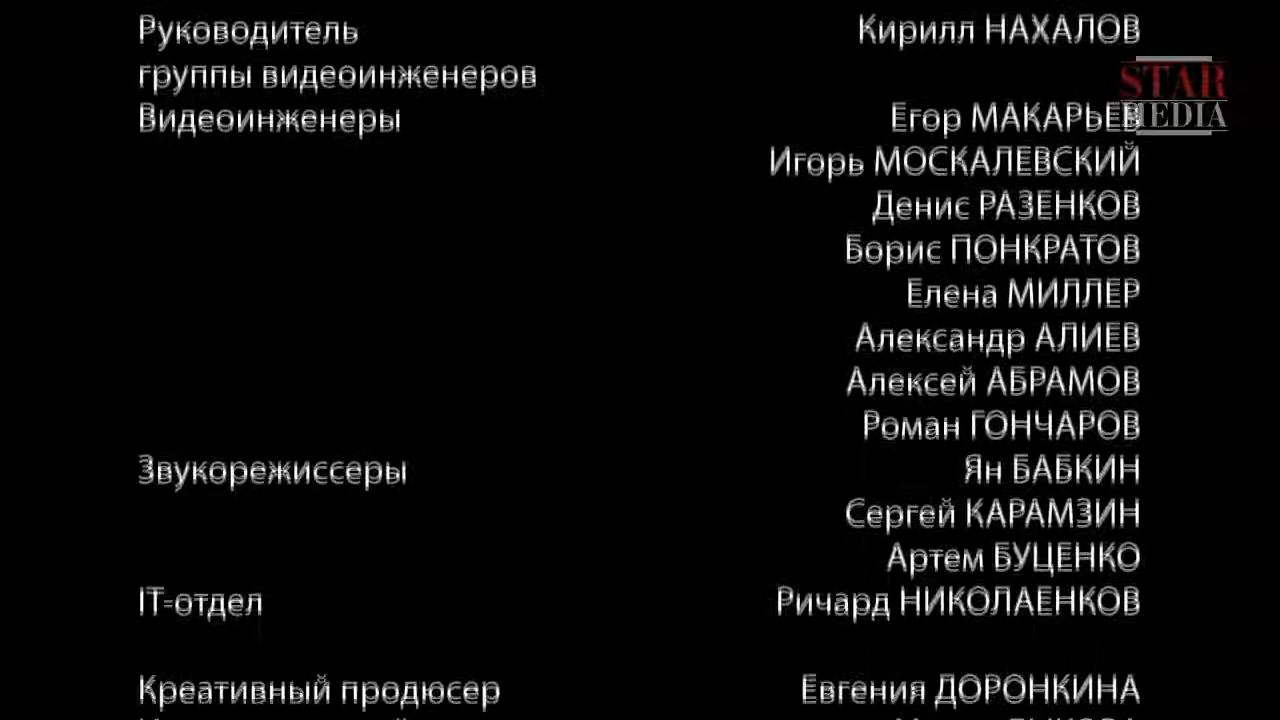 Руководитель Кирилл НАХАЛОВ
группы видеоинженеров
STAR
MEDIA
Видеоинженеры Егор МАКАРЬЕВ
Игорь МОСКАЛЕВСКИЙ
Денис РАЗЕНКОВ
Борис ПОНКРАТОВ
Елена МИЛЛЕР
Александр АЛИЕВ
Алексей АБРАМОВ
Роман ГОНЧАРОВ
Звукорежиссеры Ян БАБКИН
Сергей КАРАМЗИН
Артем БУЦЕНКО
IT-отдел Ричард НИКОЛАЕНКОВ
Креативный продюсер Евгения ДОРОНКИНА